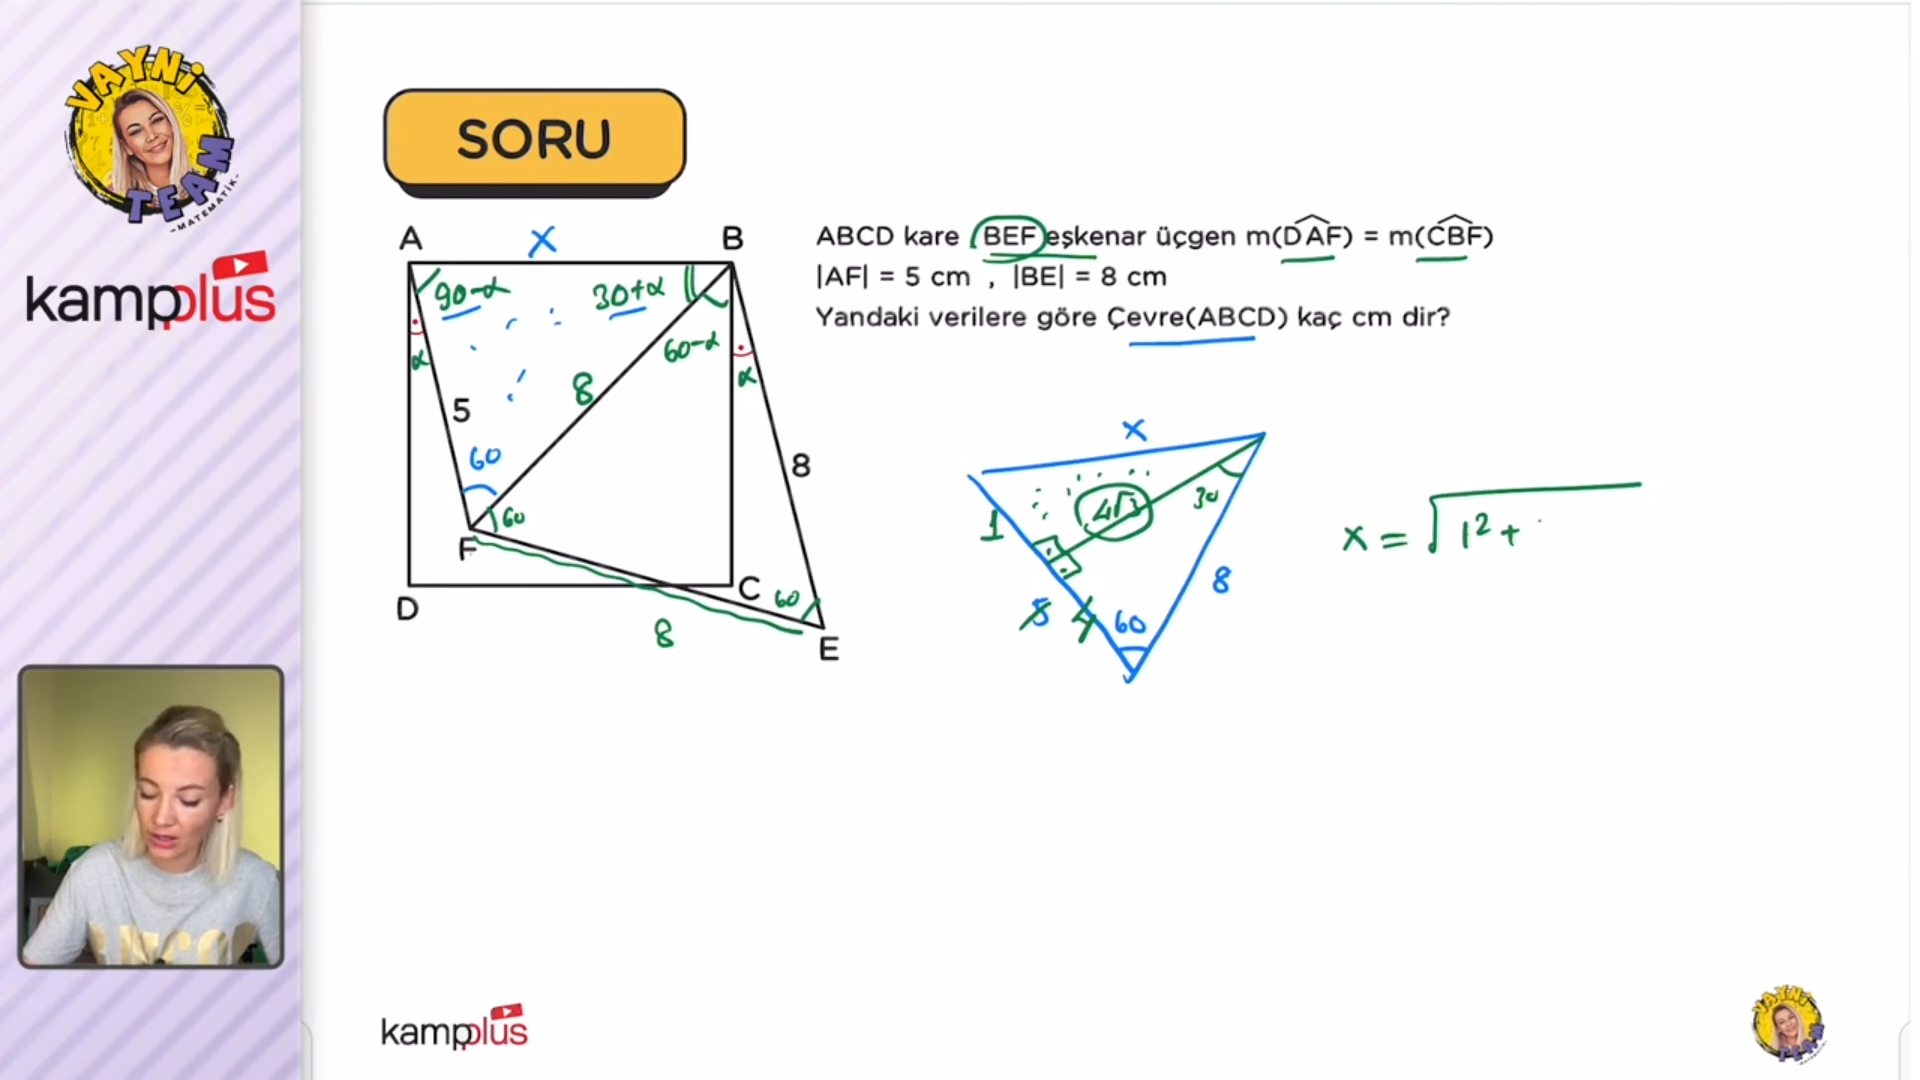 VAYNi
TEAM
-MATEMATİK-
kampplus
SORU
A x B
ABCD kare BEF eşkenar üçgen m(DAF) = m(CBF)
|AF| = 5 cm , |BE| = 8 cm
Yandaki verilere göre Çevre(ABCD) kaç cm dir?
90-α 30+α
α 60-α α
5 8 8
60 60
F
D C 60
8 E
x
1 4√3 30
5 4 60 8
x = √1² +
kampplus
VAYNi
TEAM